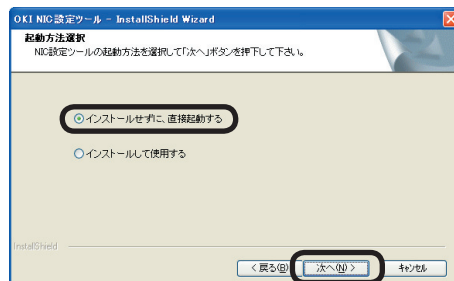 OKI NIC設定ツール - InstallShield Wizard
起動方法選択
NIC設定ツールの起動方法を選択して「次へ」ボタンを押下して下さい。
インストールせずに、直接起動する
インストールして使用する
InstallShield
< 戻る(B)
次へ(N) >
キャンセル